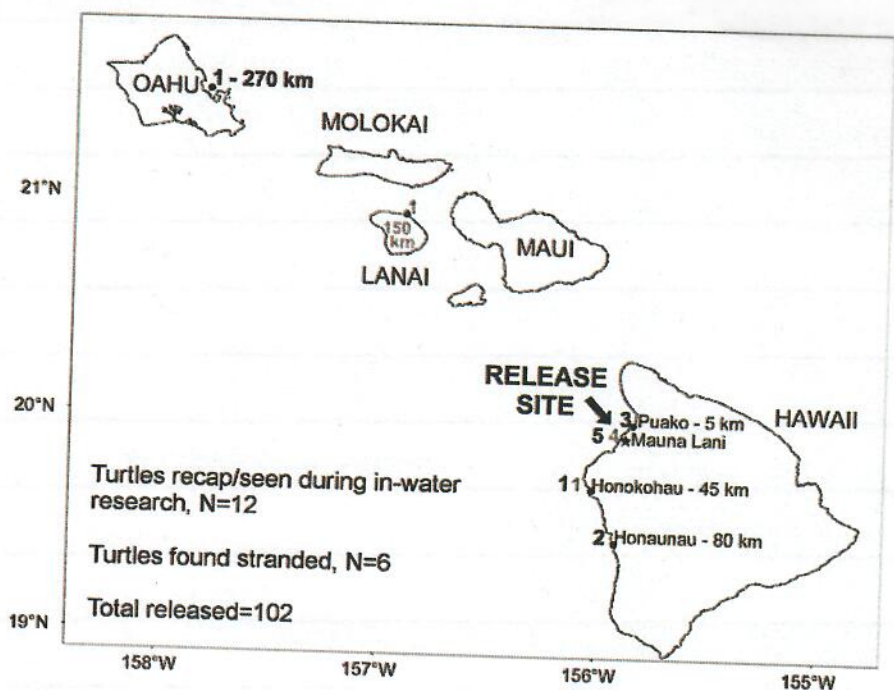 OAHU
1 - 270 km
MOLOKAI
21°N
1
150
km
MAUI
LANAI
RELEASE
SITE
20°N
HAWAII
3 Puako - 5 km
5 4 Mauna Lani
Turtles recap/seen during in-water
research, N=12
11 Honokohau - 45 km
Turtles found stranded, N=6
2 Honaunau - 80 km
Total released=102
19°N
158°W
157°W
156°W
155°W